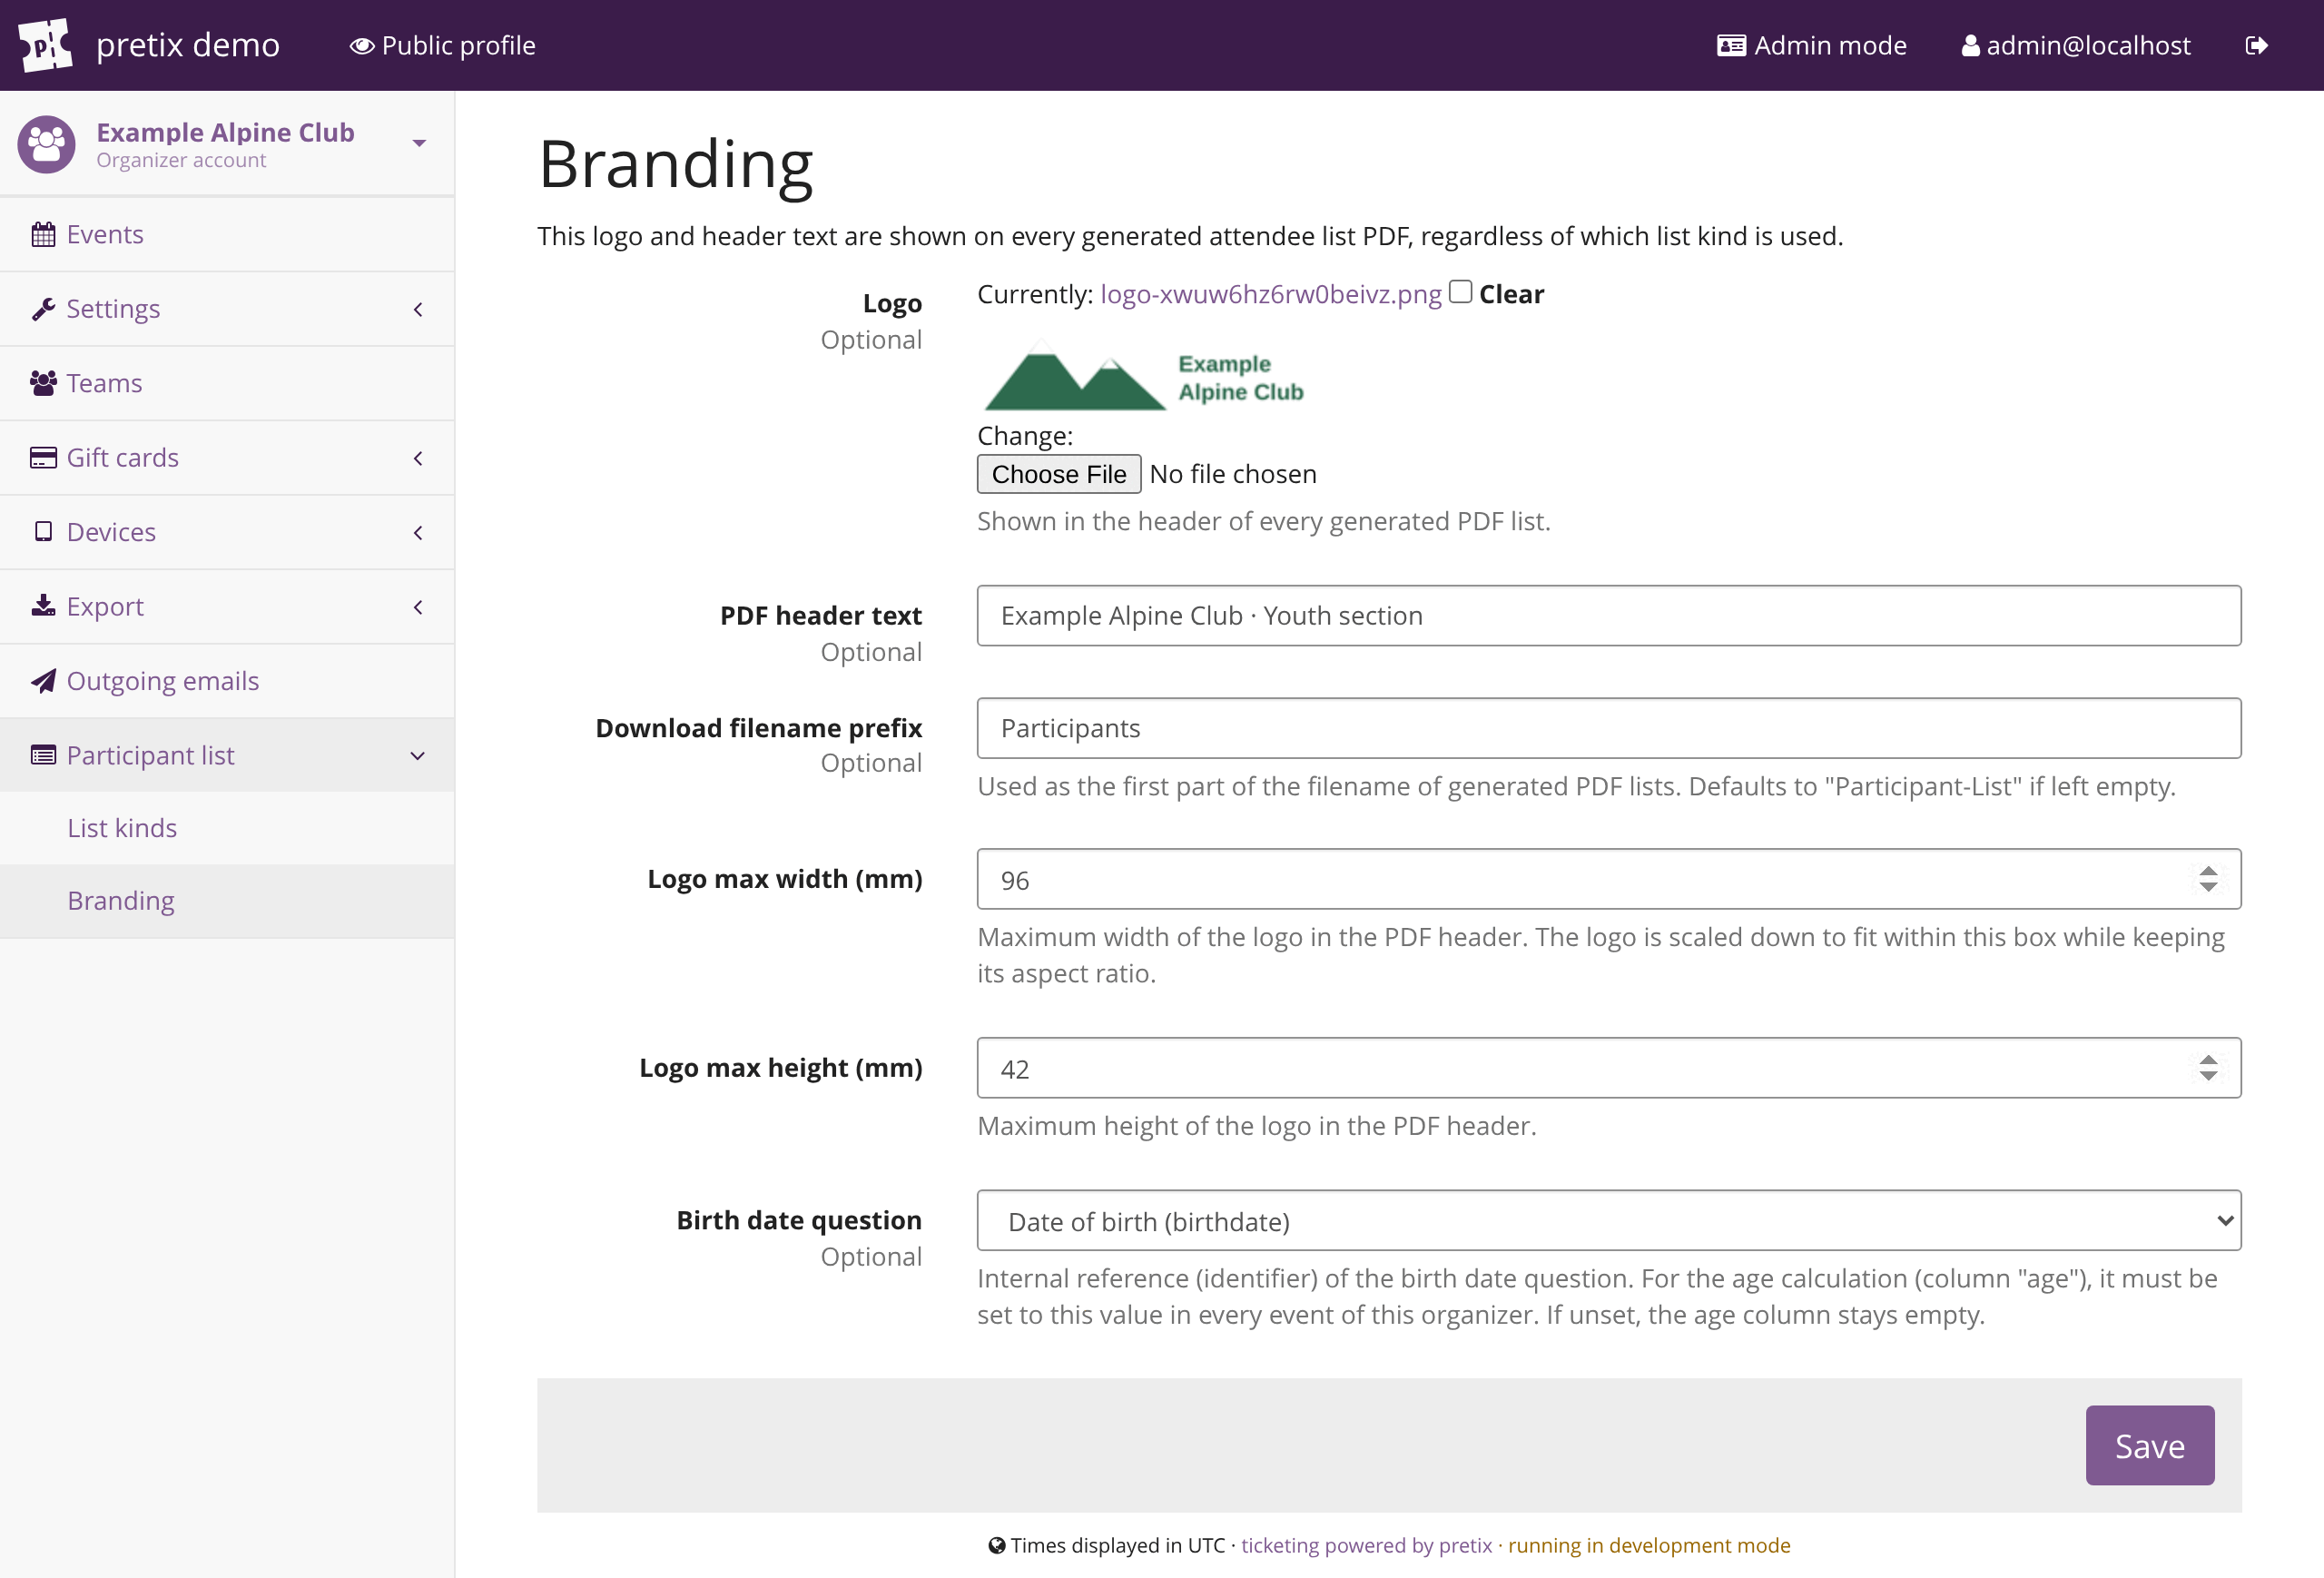 pretix demo
Public profile
Admin mode
admin@localhost
Example Alpine Club
Organizer account
Events
Settings
Teams
Gift cards
Devices
Export
Outgoing emails
Participant list
List kinds
Branding
Branding
This logo and header text are shown on every generated attendee list PDF, regardless of which list kind is used.
Logo
Optional
Currently: logo-xwuw6hz6rw0beivz.png Clear
Example
Alpine Club
Change:
Choose File No file chosen
Shown in the header of every generated PDF list.
PDF header text
Optional
Example Alpine Club · Youth section
Download filename prefix
Optional
Participants
Used as the first part of the filename of generated PDF lists. Defaults to "Participant-List" if left empty.
Logo max width (mm)
96
Maximum width of the logo in the PDF header. The logo is scaled down to fit within this box while keeping
its aspect ratio.
Logo max height (mm)
42
Maximum height of the logo in the PDF header.
Birth date question
Optional
Date of birth (birthdate)
Internal reference (identifier) of the birth date question. For the age calculation (column "age"), it must be
set to this value in every event of this organizer. If unset, the age column stays empty.
Save
Times displayed in UTC · ticketing powered by pretix · running in development mode